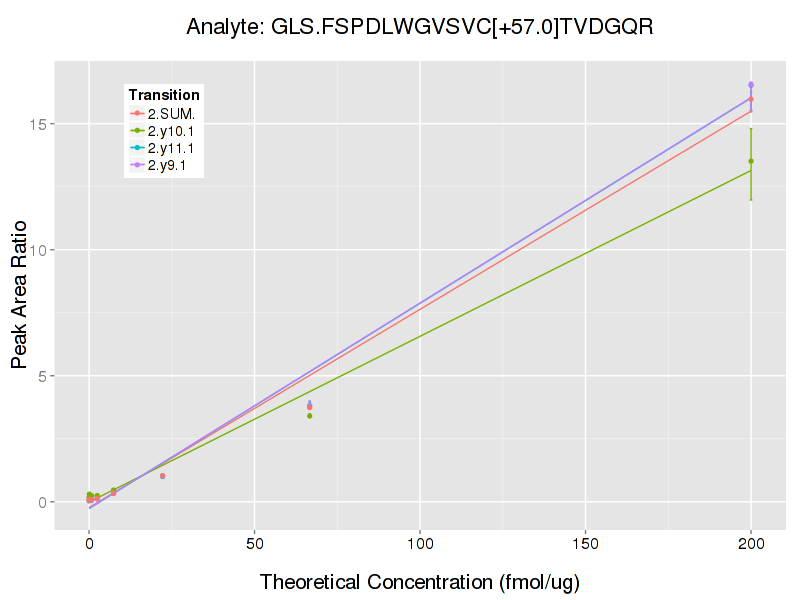 Analyte: GLS.FSPDLWGVSVC[+57.0]TVDGQR
Transition
2.SUM.
2.y10.1
2.y11.1
2.y9.1
Peak Area Ratio
15
10
5
0
0 50 100 150 200
Theoretical Concentration (fmol/ug)